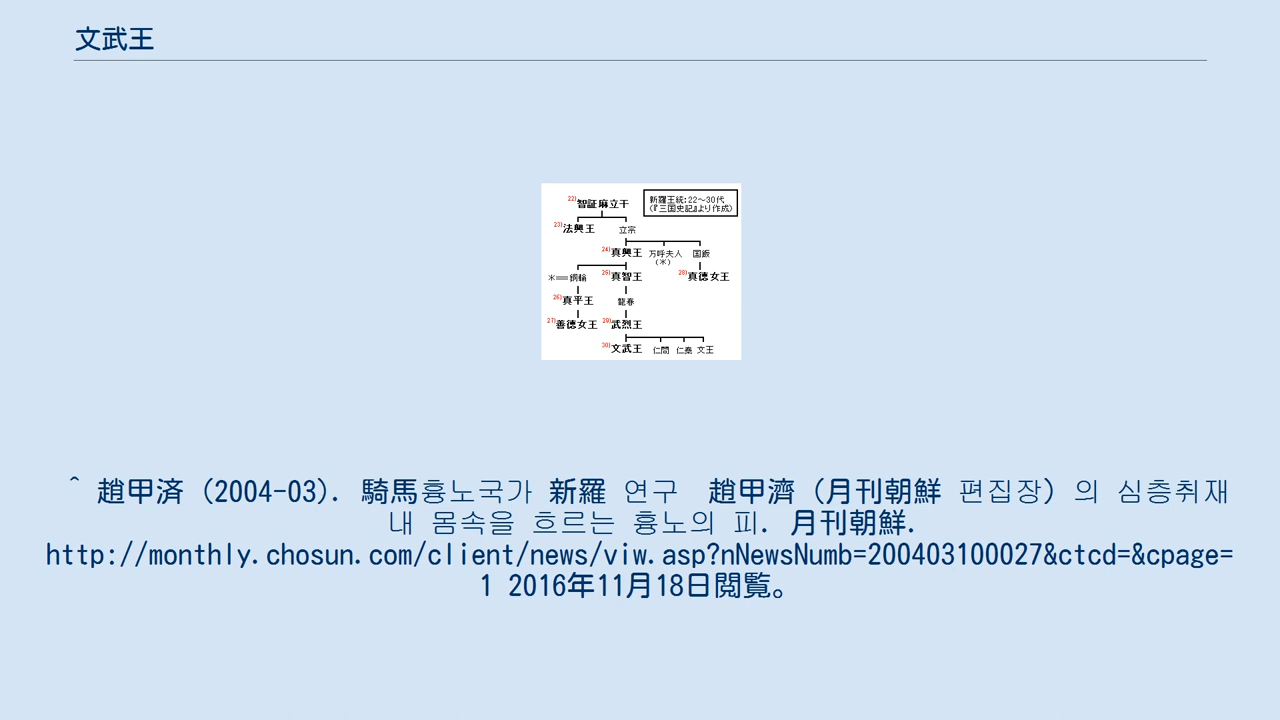 文武王
22)智証麻立干
新羅王統:22～30代
(『三国史記』より作成)
23)法興王 立宗
24)真興王 万呼夫人 国飯
(※)
※==銅輪 25)真智王 28)真徳女王
26)真平王 龍春
27)善徳女王 29)武烈王
30)文武王 仁問 仁泰 文王
^ 趙甲済 (2004-03). 騎馬흉노국가 新羅 연구　趙甲濟 (月刊朝鮮 편집장) 의 심층취재
내 몸속을 흐르는 흉노의 피. 月刊朝鮮.
http://monthly.chosun.com/client/news/viw.asp?nNewsNumb=200403100027&ctcd=&cpage=
1 2016年11月18日閲覧。